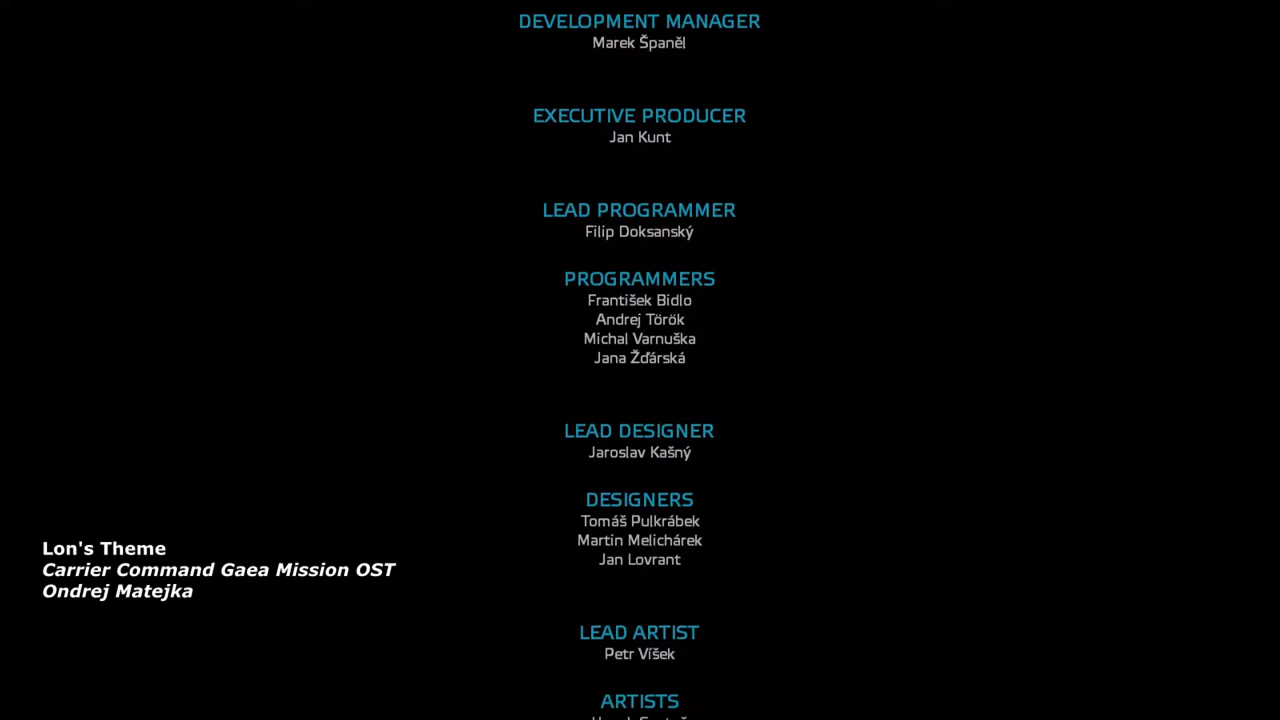 DEVELOPMENT MANAGER
Marek Španěl
EXECUTIVE PRODUCER
Jan Kunt
LEAD PROGRAMMER
Filip Doksanský
PROGRAMMERS
František Bidlo
Andrej Török
Michal Varnuška
Jana Žďárská
LEAD DESIGNER
Jaroslav Kašný
DESIGNERS
Tomáš Pulkrábek
Martin Melichárek
Jan Lovrant
Lon's Theme
Carrier Command Gaea Mission OST
Ondrej Matejka
LEAD ARTIST
Petr Víšek
ARTISTS